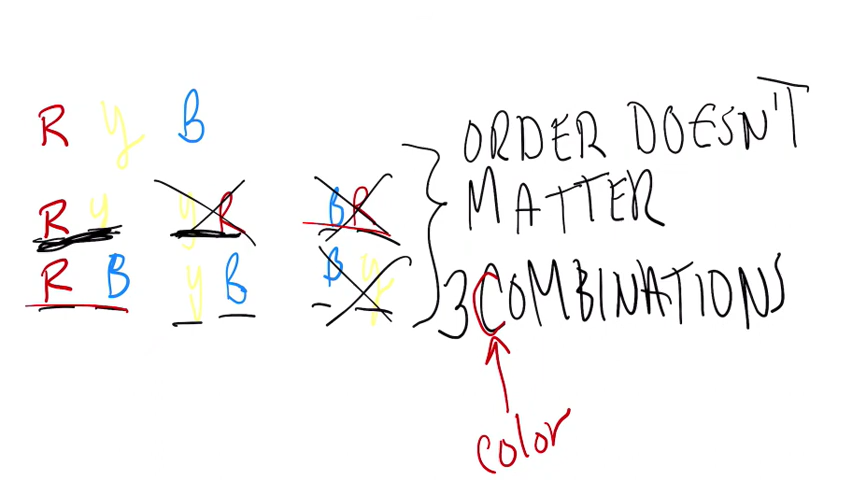 R y B
R y y R B R
R B y B B y
ORDER DOESN'T
MATTER
3 COMBINATIONS
color